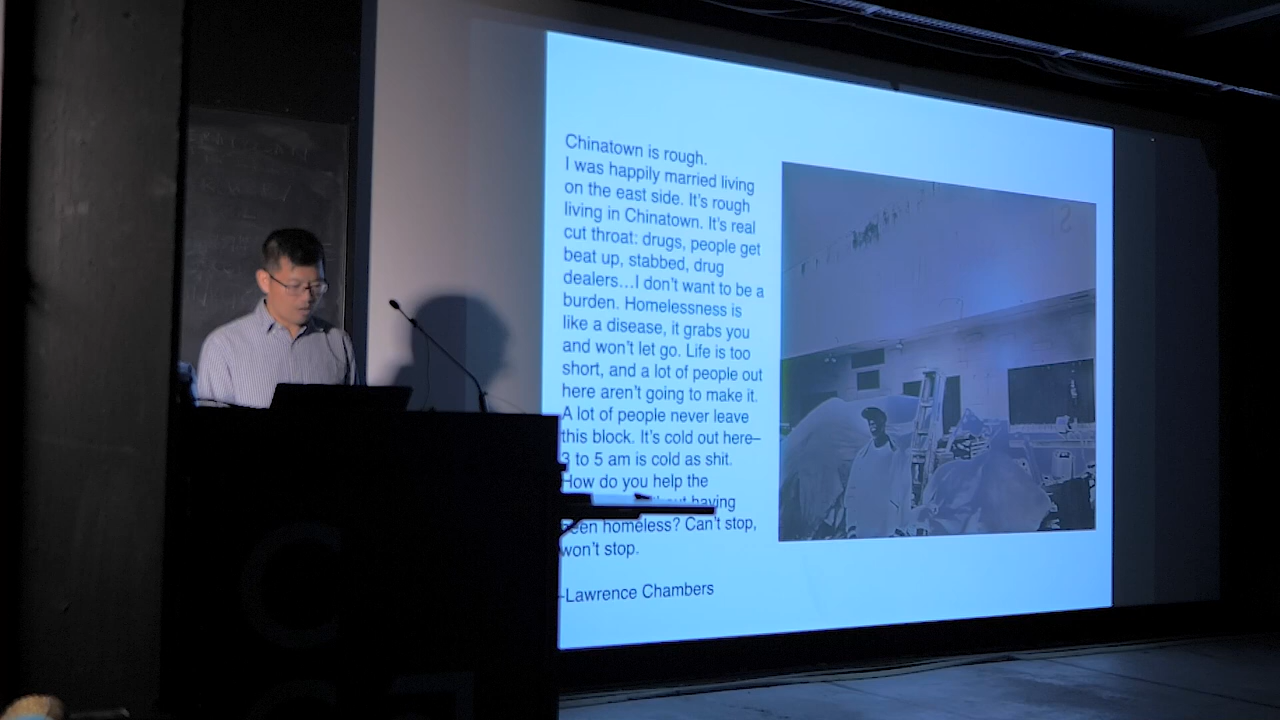 Chinatown is rough.
I was happily married living
on the east side. It's rough
living in Chinatown. It's real
cut throat: drugs, people get
beat up, stabbed, drug
dealers...I don't want to be a
burden. Homelessness is
like a disease, it grabs you
and won't let go. Life is too
short, and a lot of people out
here aren't going to make it.
A lot of people never leave
this block. It's cold out here–
3 to 5 am is cold as shit.
How do you help the
having
been homeless? Can't stop,
won't stop.
-Lawrence Chambers